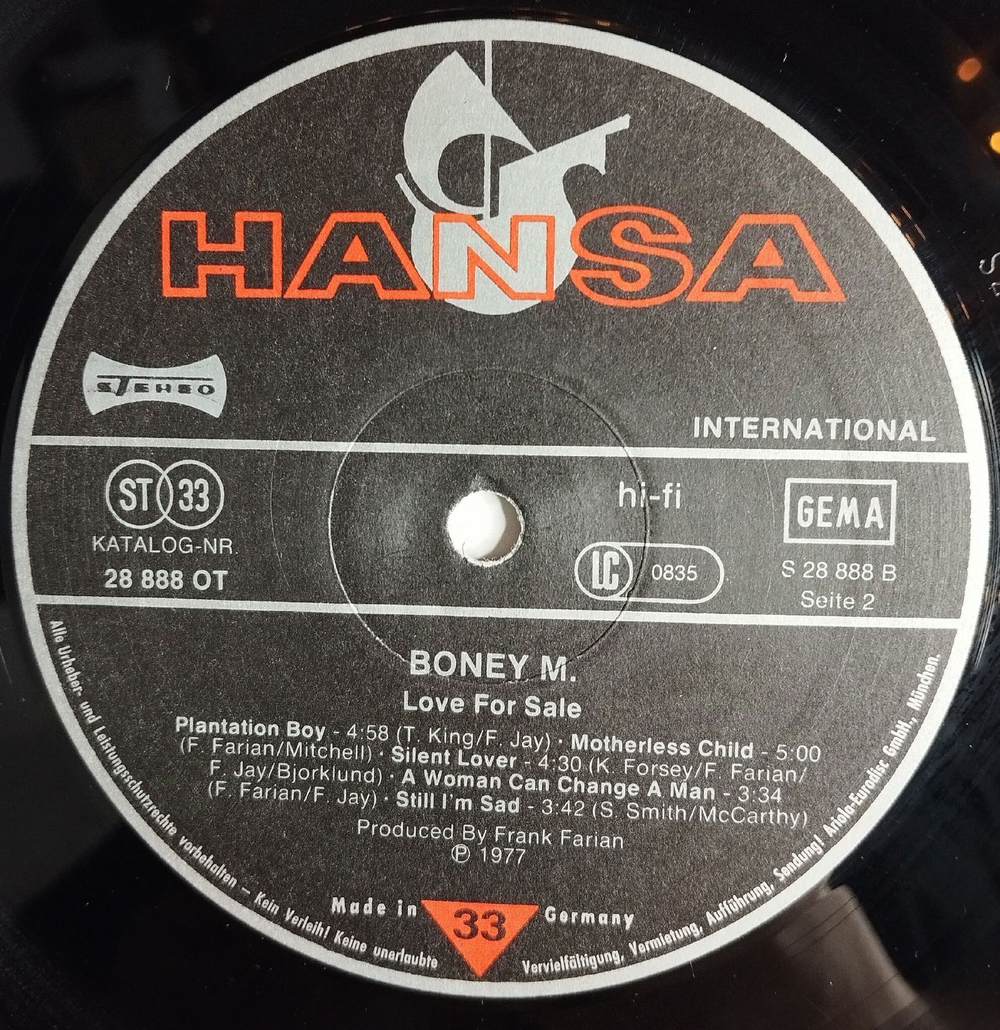 HANSA
STEREO
INTERNATIONAL
ST 33
KATALOG-NR.
28 888 OT
hi-fi
LC 0835
GEMA
S 28 888 B
Seite 2
BONEY M.
Love For Sale
Plantation Boy - 4:58 (T. King/F. Jay) · Motherless Child - 5:00
(F. Farian/Mitchell) · Silent Lover - 4:30 (K. Forsey/F. Farian/
F. Jay/Bjorklund) · A Woman Can Change A Man - 3:34
(F. Farian/F. Jay) · Still I'm Sad - 3:42 (S. Smith/McCarthy)
Produced By Frank Farian
℗ 1977
Made in 33 Germany
Alle Urheber- und Leistungsschutzrechte vorbehalten – Kein Verleih! Keine unerlaubte Vervielfältigung, Vermietung, Aufführung, Sendung! Ariola-Eurodisc GmbH, München.